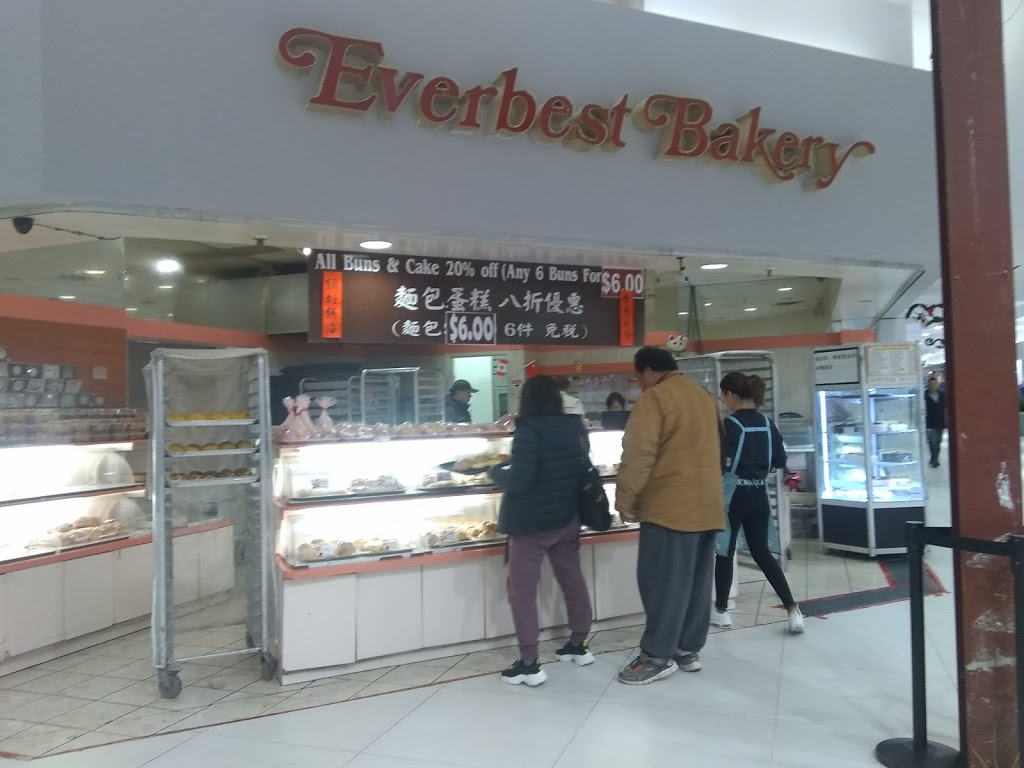 Everbest Bakery
All Buns & Cake 20% off (Any 6 Buns For $6.00
麵包蛋糕八折優惠
(麵包 $6.00 6件 免稅)